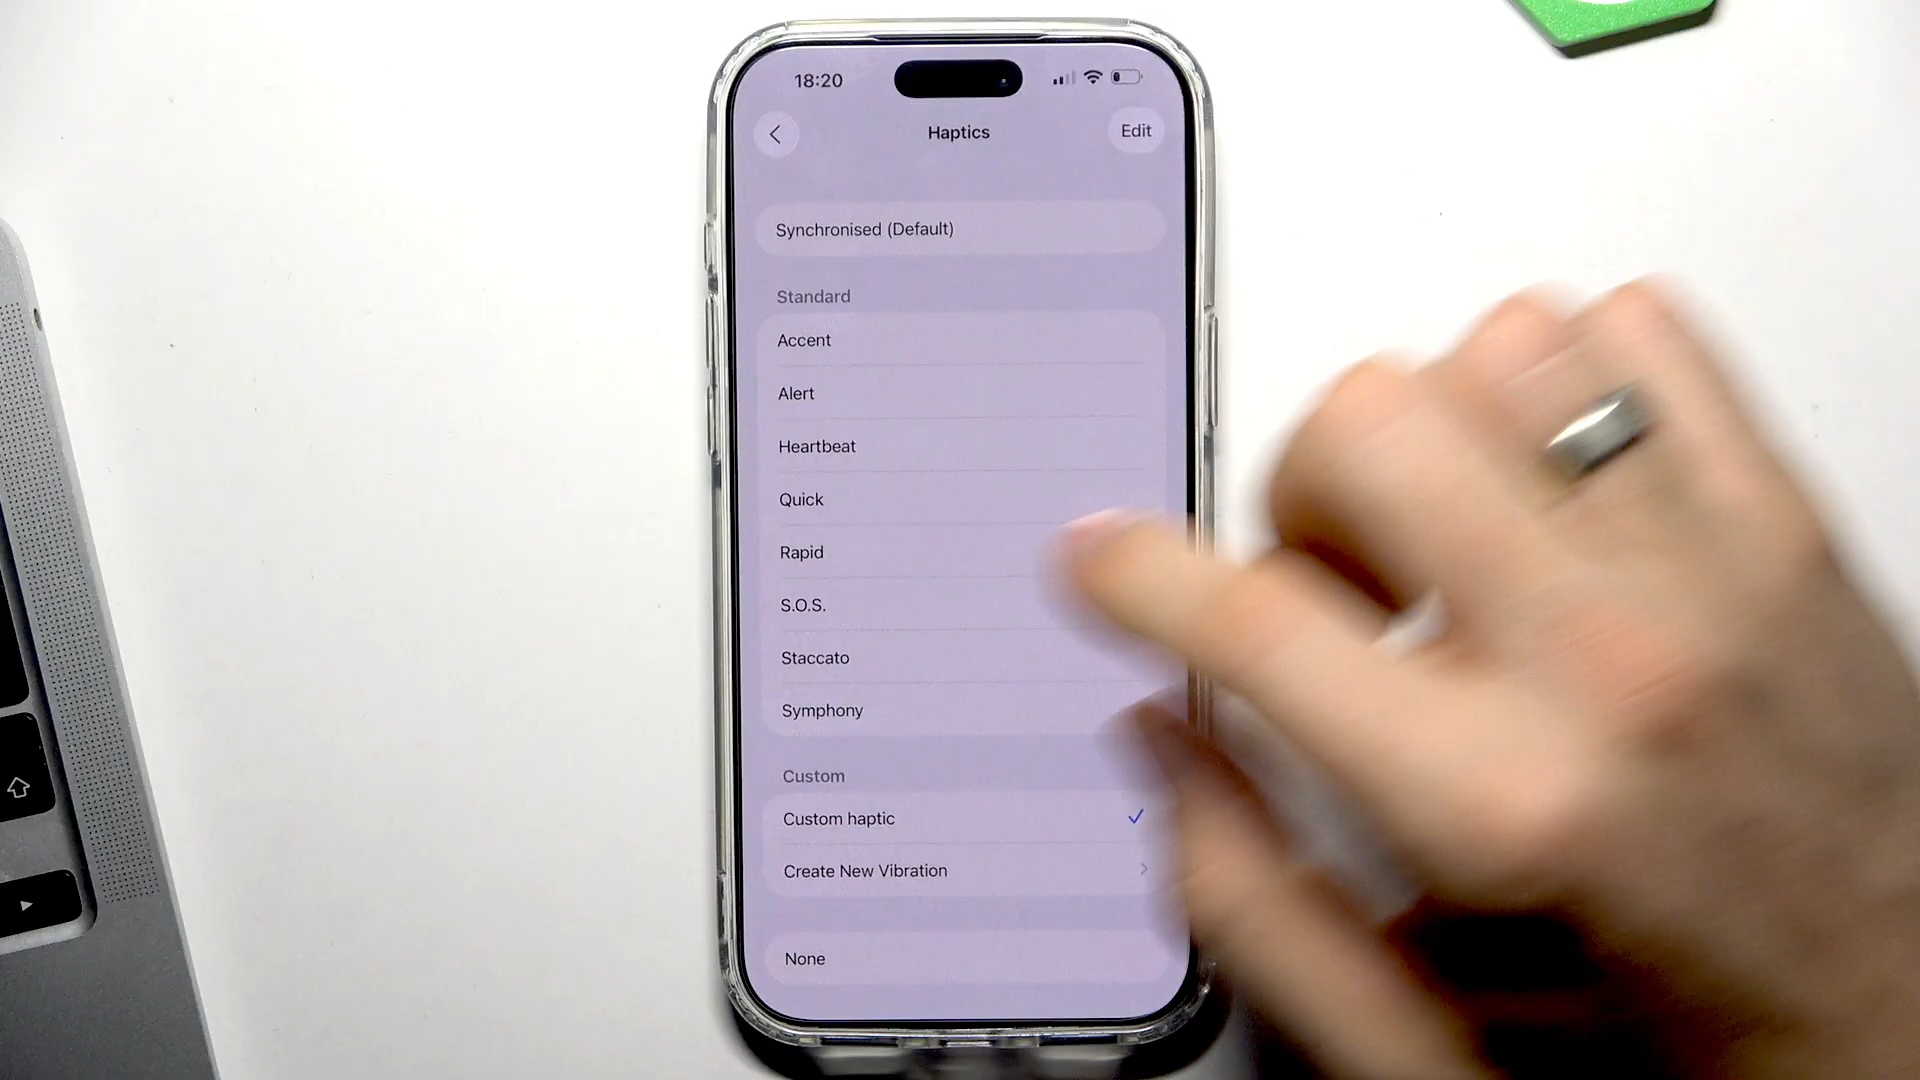 18:20
Haptics
Edit
Synchronised (Default)
Standard
Accent
Alert
Heartbeat
Quick
Rapid
S.O.S.
Staccato
Symphony
Custom
Custom haptic
Create New Vibration
None